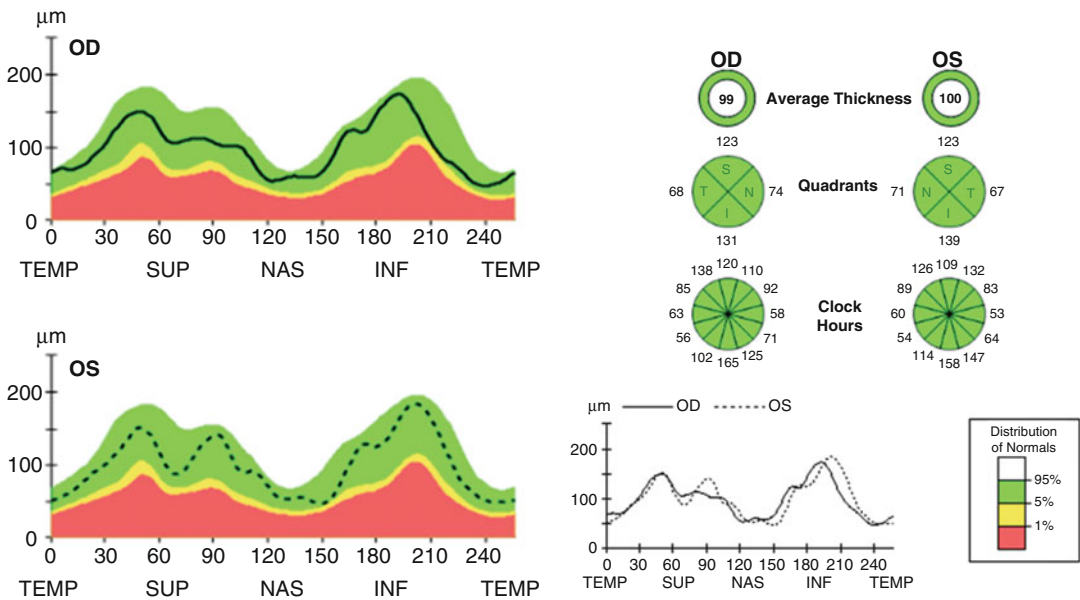 µm
OD
200
100
0
0 30 60 90 120 150 180 210 240
TEMP SUP NAS INF TEMP
µm
OS
200
100
0
0 30 60 90 120 150 180 210 240
TEMP SUP NAS INF TEMP
OD OS
99 Average Thickness 100
123 123
S S
68 T N 74 Quadrants 71 N T 67
I I
131 139
138 120 110 126 109 132
85 92 89 83
63 58 Clock Hours 60 53
56 71 54 64
102 165 125 114 158 147
µm OD OS
200
100
0
0 30 60 90 120 150 180 210 240
TEMP SUP NAS INF TEMP
Distribution
of Normals
95%
5%
1%